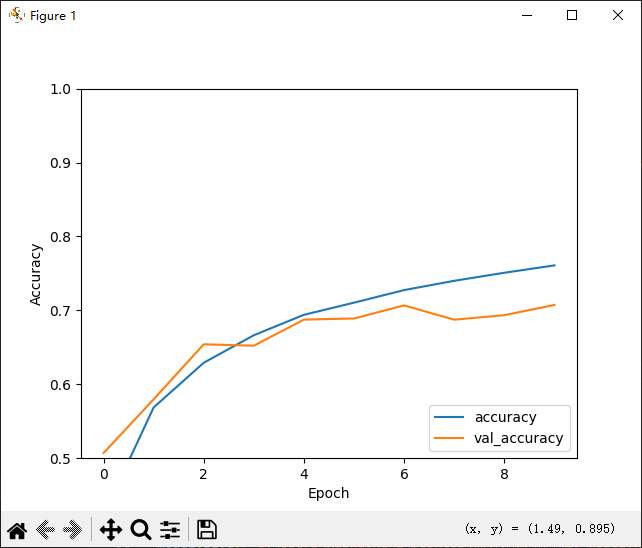 Figure 1
1.0
0.9
0.8
0.7
0.6
0.5
Accuracy
0 2 4 6 8
Epoch
accuracy
val_accuracy
(x, y) = (1.49, 0.895)